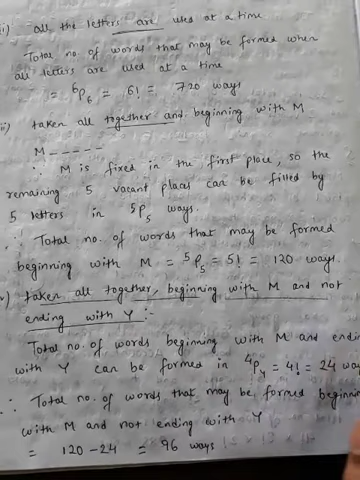 ii) all the letters are used at a time
Total no. of words that may be formed when
all letters are used at a time
= ⁶P₆ = 6! = 720 ways
ii) taken all together and beginning with M
M _ _ _ _ _
∵ M is fixed in the first place, so the
remaining 5 vacant places can be filled by
5 letters in ⁵P₅ ways.
∴ Total no. of words that may be formed
beginning with M = ⁵P₅ = 5! = 120 ways.
) taken all together, beginning with M and not
ending with Y :-
Total no. of words beginning with M and endin
with Y can be formed in ⁴P₄ = 4! = 24 way
∴ Total no. of words that may be formed beginnin
with M and not ending with Y
= 120 - 24 = 96 ways